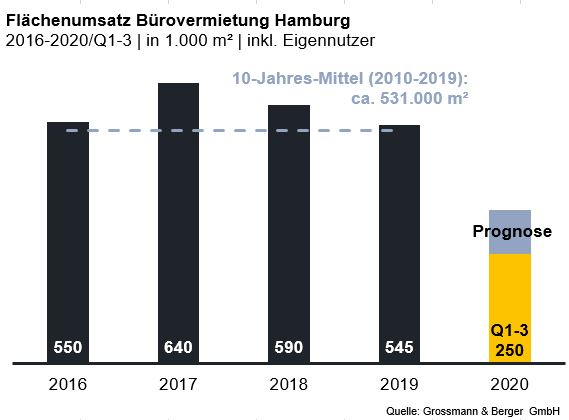 Flächenumsatz Bürovermietung Hamburg
2016-2020/Q1-3 | in 1.000 m² | inkl. Eigennutzer
10-Jahres-Mittel (2010-2019):
ca. 531.000 m²
Prognose
Q1-3
550 640 590 545 250
2016 2017 2018 2019 2020
Quelle: Grossmann & Berger GmbH